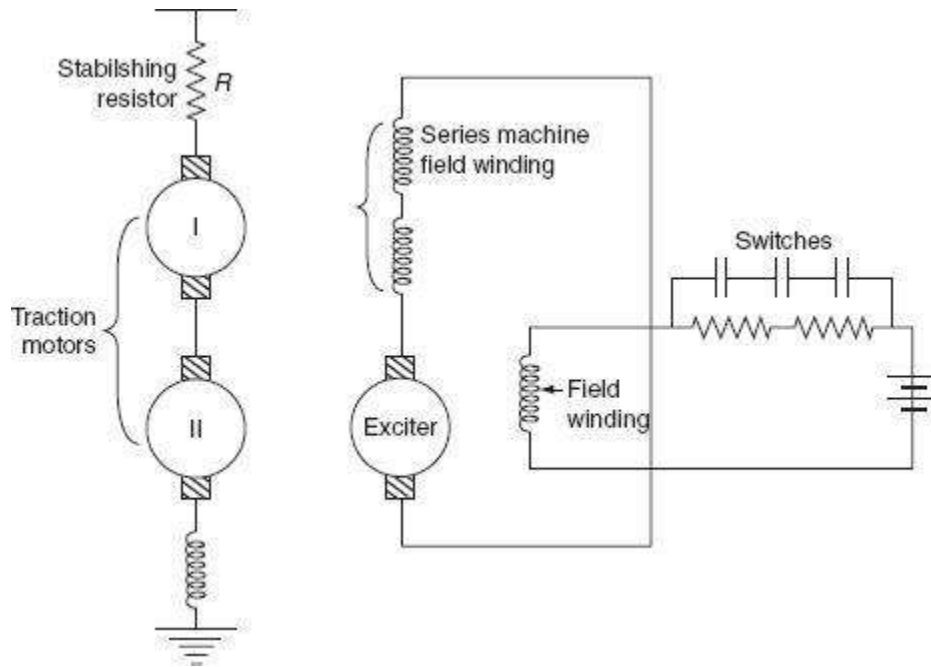 Stabilshing
resistor
R
I
Traction
motors
II
Series machine
field winding
Exciter
Switches
Field
winding